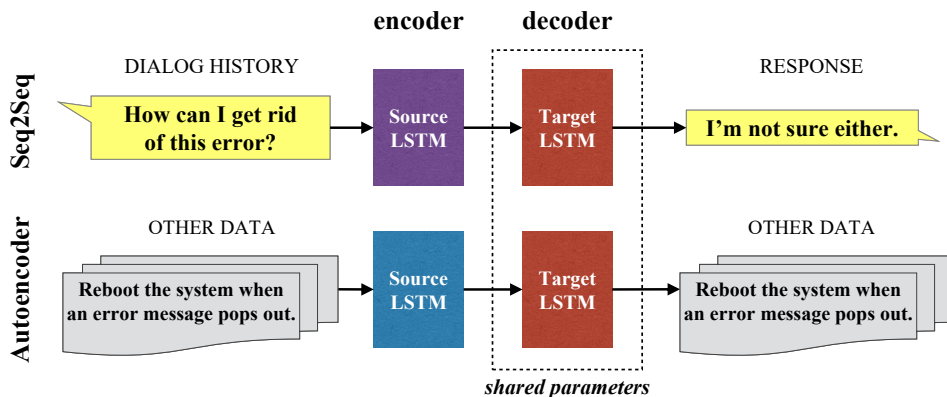 encoder
decoder
Seq2Seq
DIALOG HISTORY
How can I get rid
of this error?
Source
LSTM
Target
LSTM
RESPONSE
I'm not sure either.
Autoencoder
OTHER DATA
Reboot the system when
an error message pops out.
Source
LSTM
Target
LSTM
OTHER DATA
Reboot the system when
an error message pops out.
shared parameters